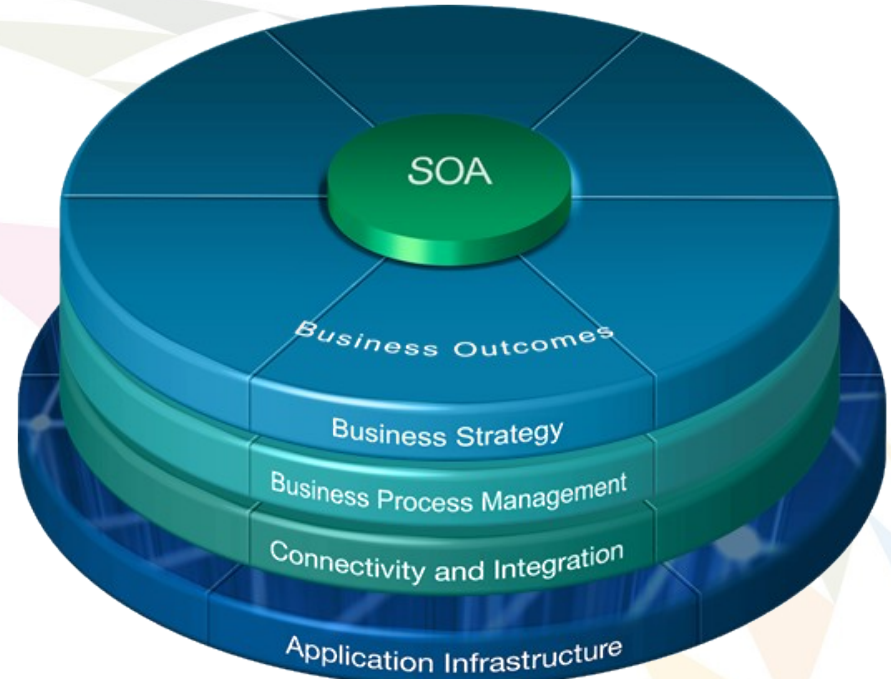 SOA
Business Outcomes
Business Strategy
Business Process Management
Connectivity and Integration
Application Infrastructure